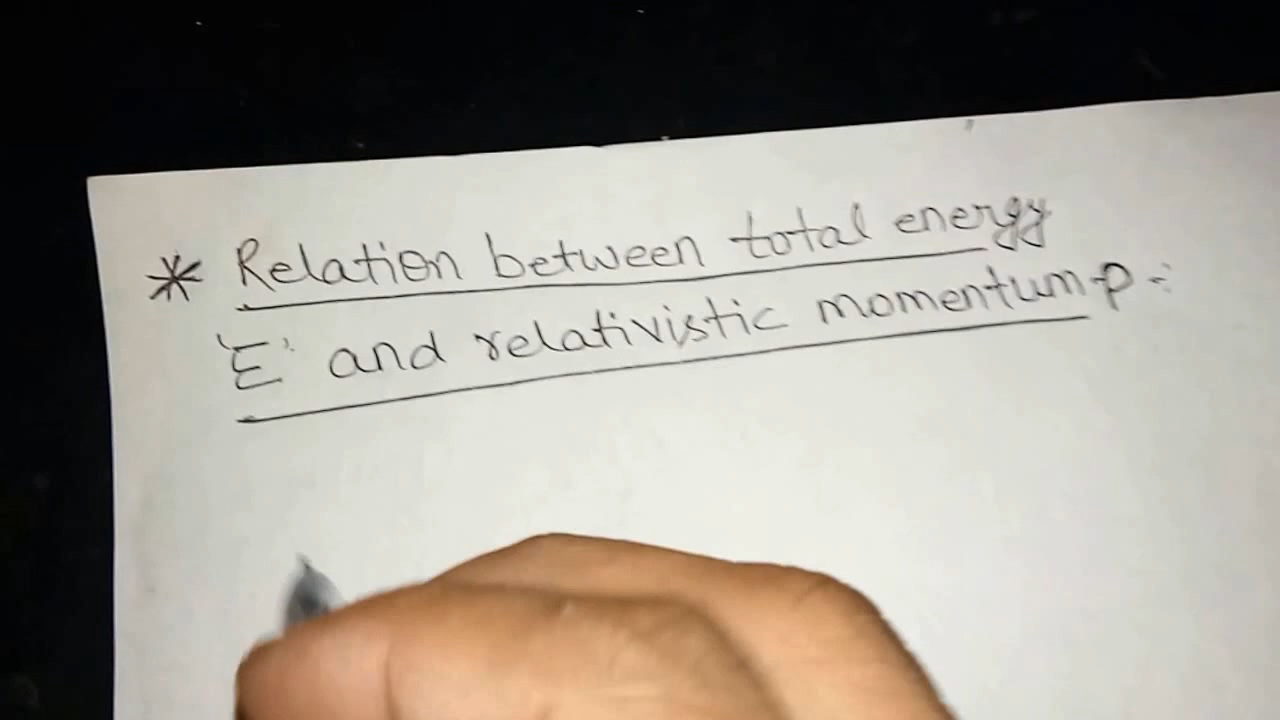 * Relation between total energy
'E' and relativistic momentum p :-